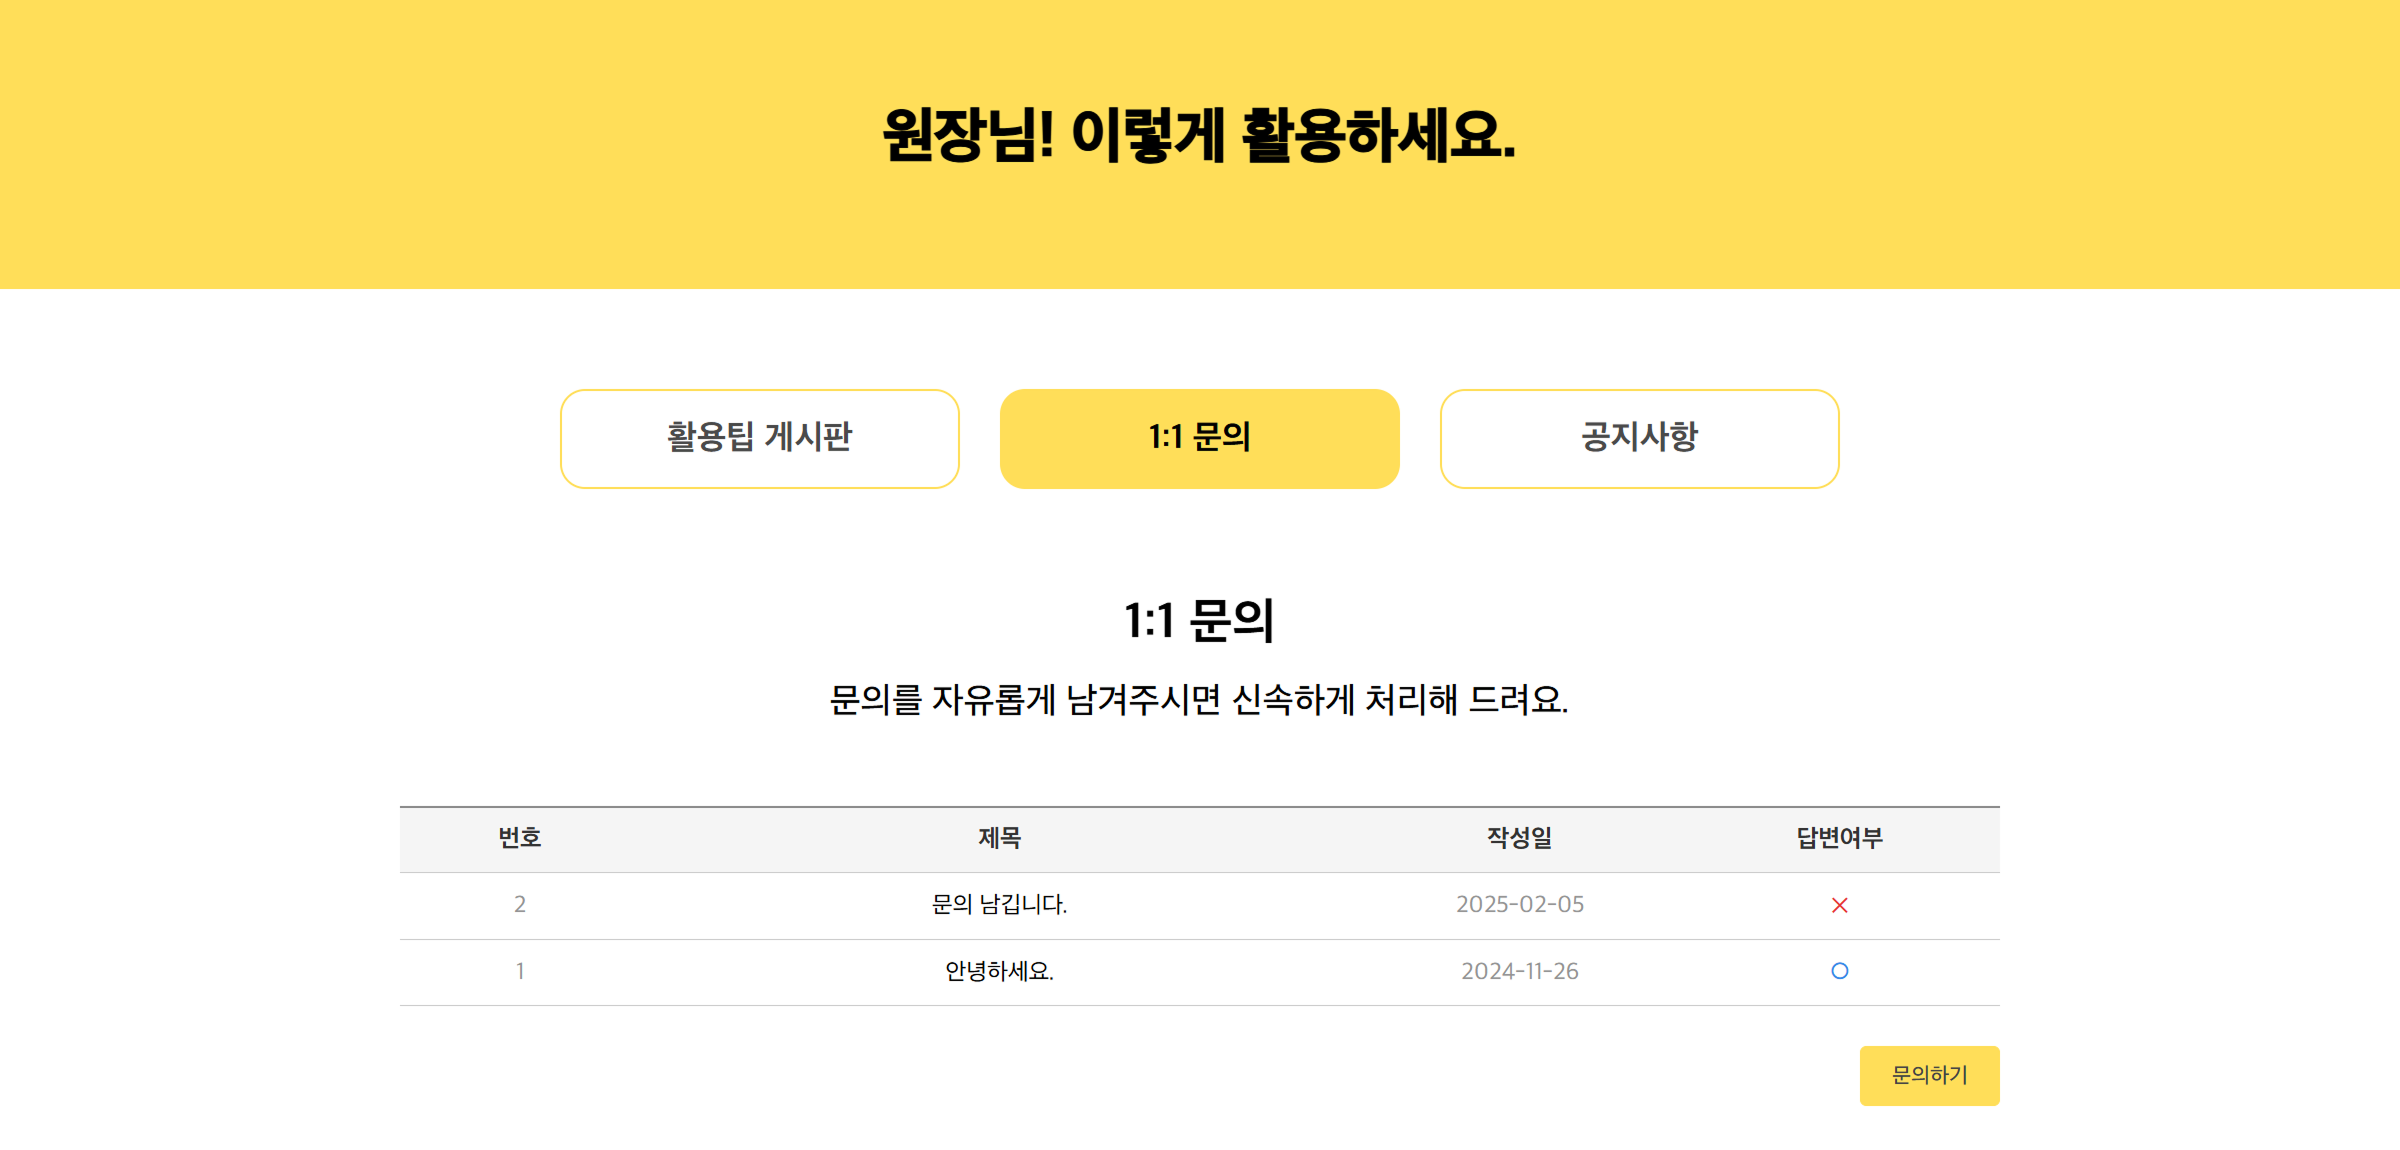 원장님! 이렇게 활용하세요.
활용팁 게시판 1:1 문의 공지사항
1:1 문의
문의를 자유롭게 남겨주시면 신속하게 처리해 드려요.
번호 제목 작성일 답변여부
2 문의 남깁니다. 2025-02-05 ×
1 안녕하세요. 2024-11-26 ○
문의하기